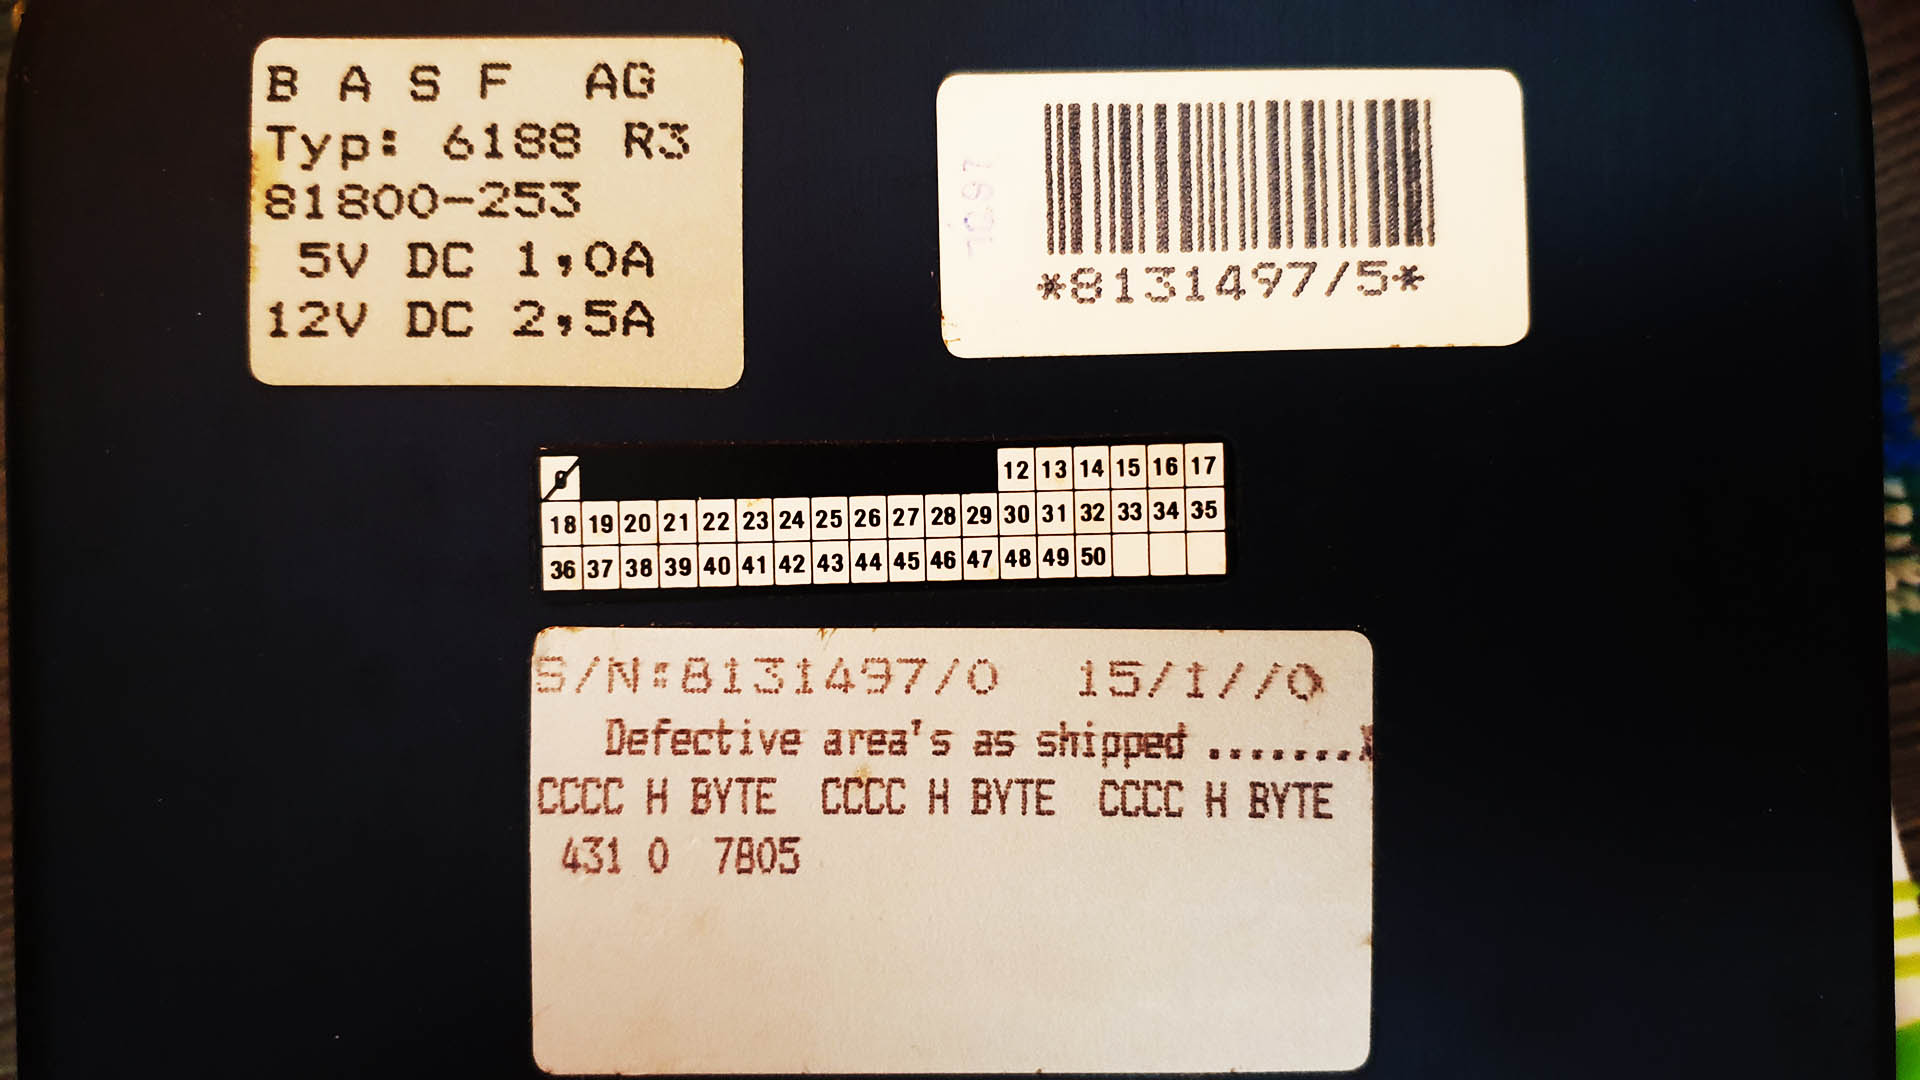 B A S F AG
Typ: 6188 R3
81800-253
5V DC 1,0A
12V DC 2,5A
*8131497/5*
0 12 13 14 15 16 17
18 19 20 21 22 23 24 25 26 27 28 29 30 31 32 33 34 35
36 37 38 39 40 41 42 43 44 45 46 47 48 49 50
S/N:8131497/0 15/1//0
Defective area's as shipped ........
CCCC H BYTE CCCC H BYTE CCCC H BYTE
431 0 7805